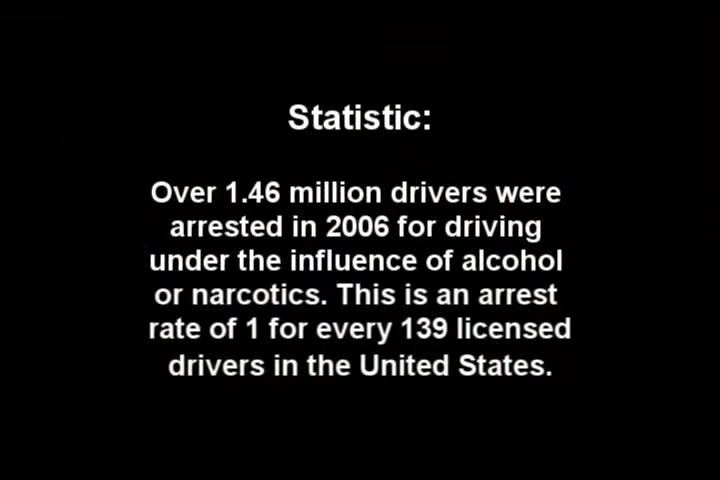 Statistic:
Over 1.46 million drivers were
arrested in 2006 for driving
under the influence of alcohol
or narcotics. This is an arrest
rate of 1 for every 139 licensed
drivers in the United States.